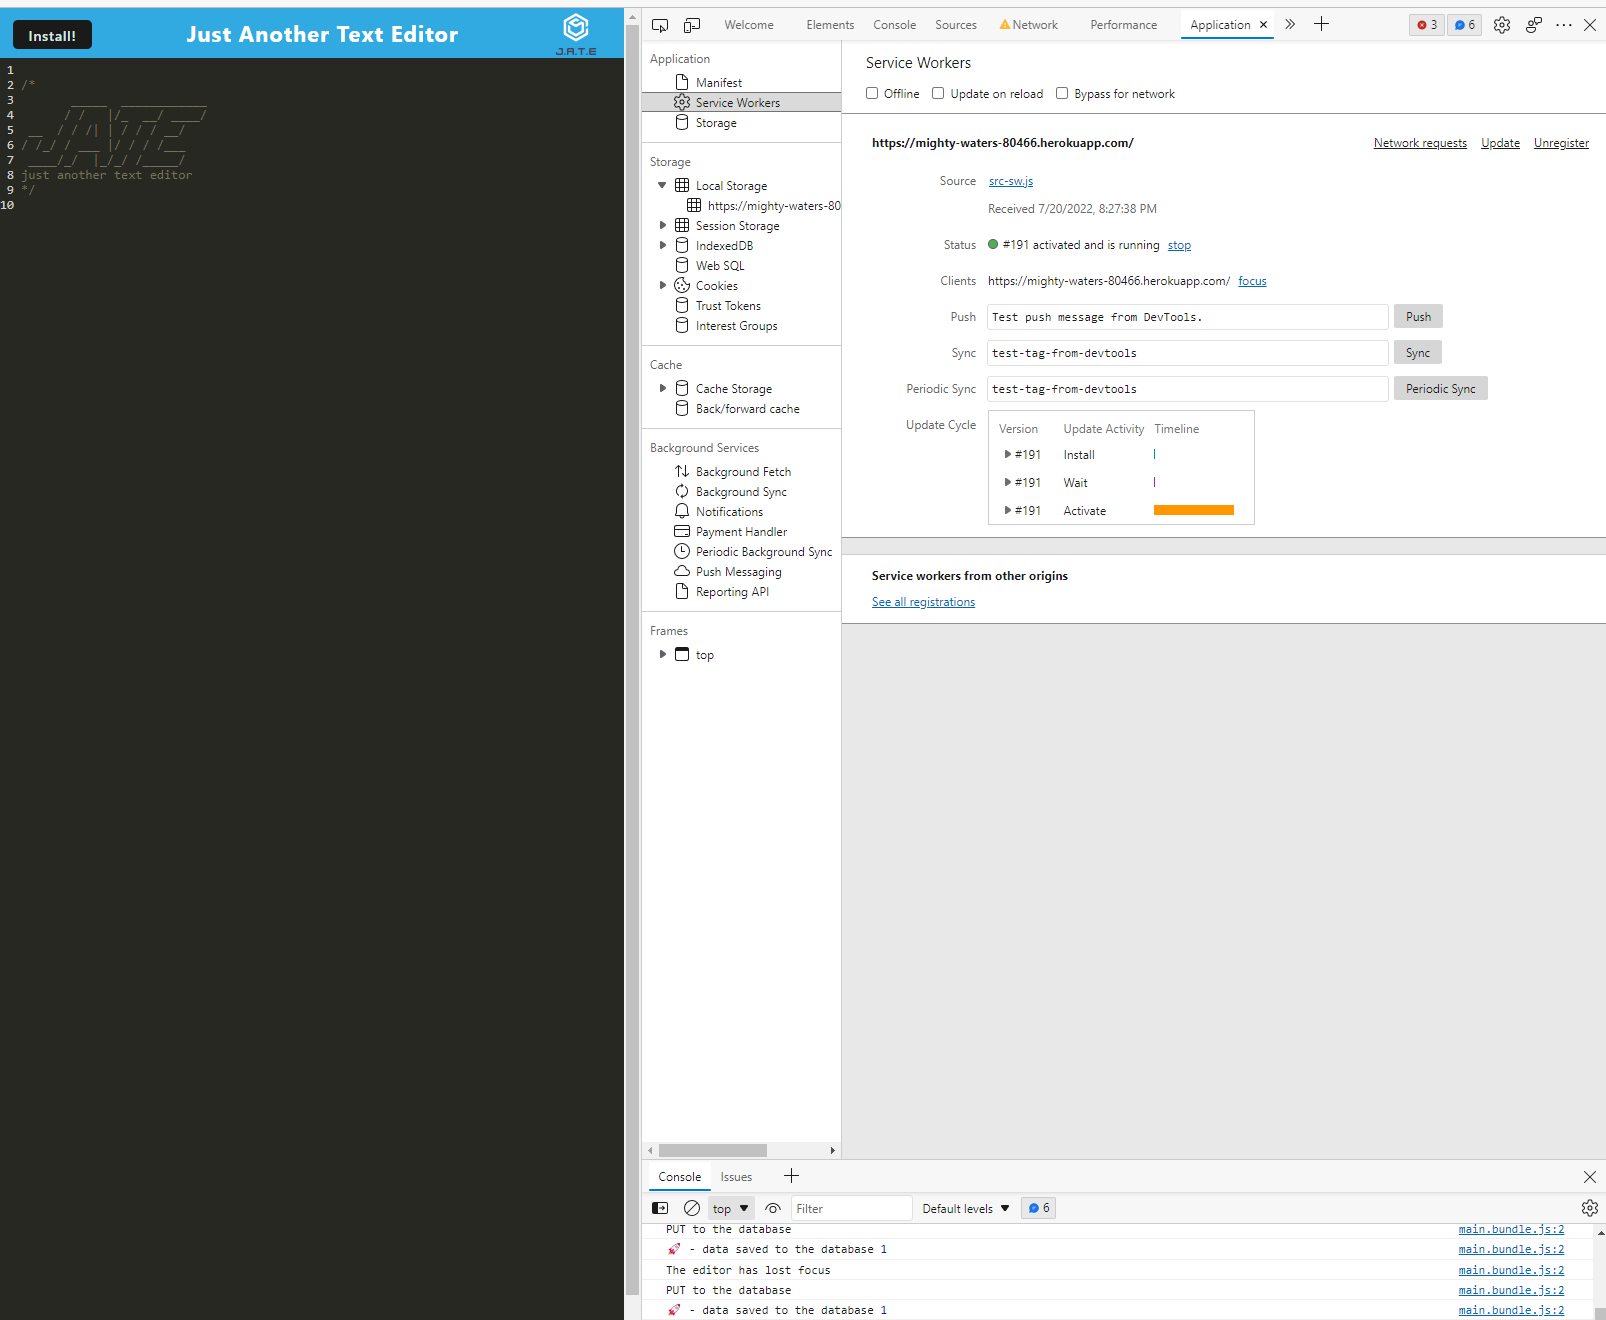 Install!
Just Another Text Editor
J.A.T.E
1
2 /*
3        _____  ____________
4       / /   |/_  __/ ____/
5  __  / / /| | / / / __/
6 / /_/ / ___ |/ / / /___
7  ____/_/  |_/_/ /_____/
8 just another text editor
9 */
10
Welcome Elements Console Sources Network Performance Application 3 6
Application
Manifest
Service Workers
Storage
Storage
Local Storage
https://mighty-waters-80
Session Storage
IndexedDB
Web SQL
Cookies
Trust Tokens
Interest Groups
Cache
Cache Storage
Back/forward cache
Background Services
Background Fetch
Background Sync
Notifications
Payment Handler
Periodic Background Sync
Push Messaging
Reporting API
Frames
top
Service Workers
Offline Update on reload Bypass for network
https://mighty-waters-80466.herokuapp.com/ Network requests Update Unregister
Source src-sw.js
Received 7/20/2022, 8:27:38 PM
Status #191 activated and is running stop
Clients https://mighty-waters-80466.herokuapp.com/ focus
Push Test push message from DevTools. Push
Sync test-tag-from-devtools Sync
Periodic Sync test-tag-from-devtools Periodic Sync
Update Cycle Version Update Activity Timeline
#191 Install
#191 Wait
#191 Activate
Service workers from other origins
See all registrations
Console Issues
top Filter Default levels 6
PUT to the database main.bundle.js:2
🚀 - data saved to the database 1 main.bundle.js:2
The editor has lost focus main.bundle.js:2
PUT to the database main.bundle.js:2
🚀 - data saved to the database 1 main.bundle.js:2